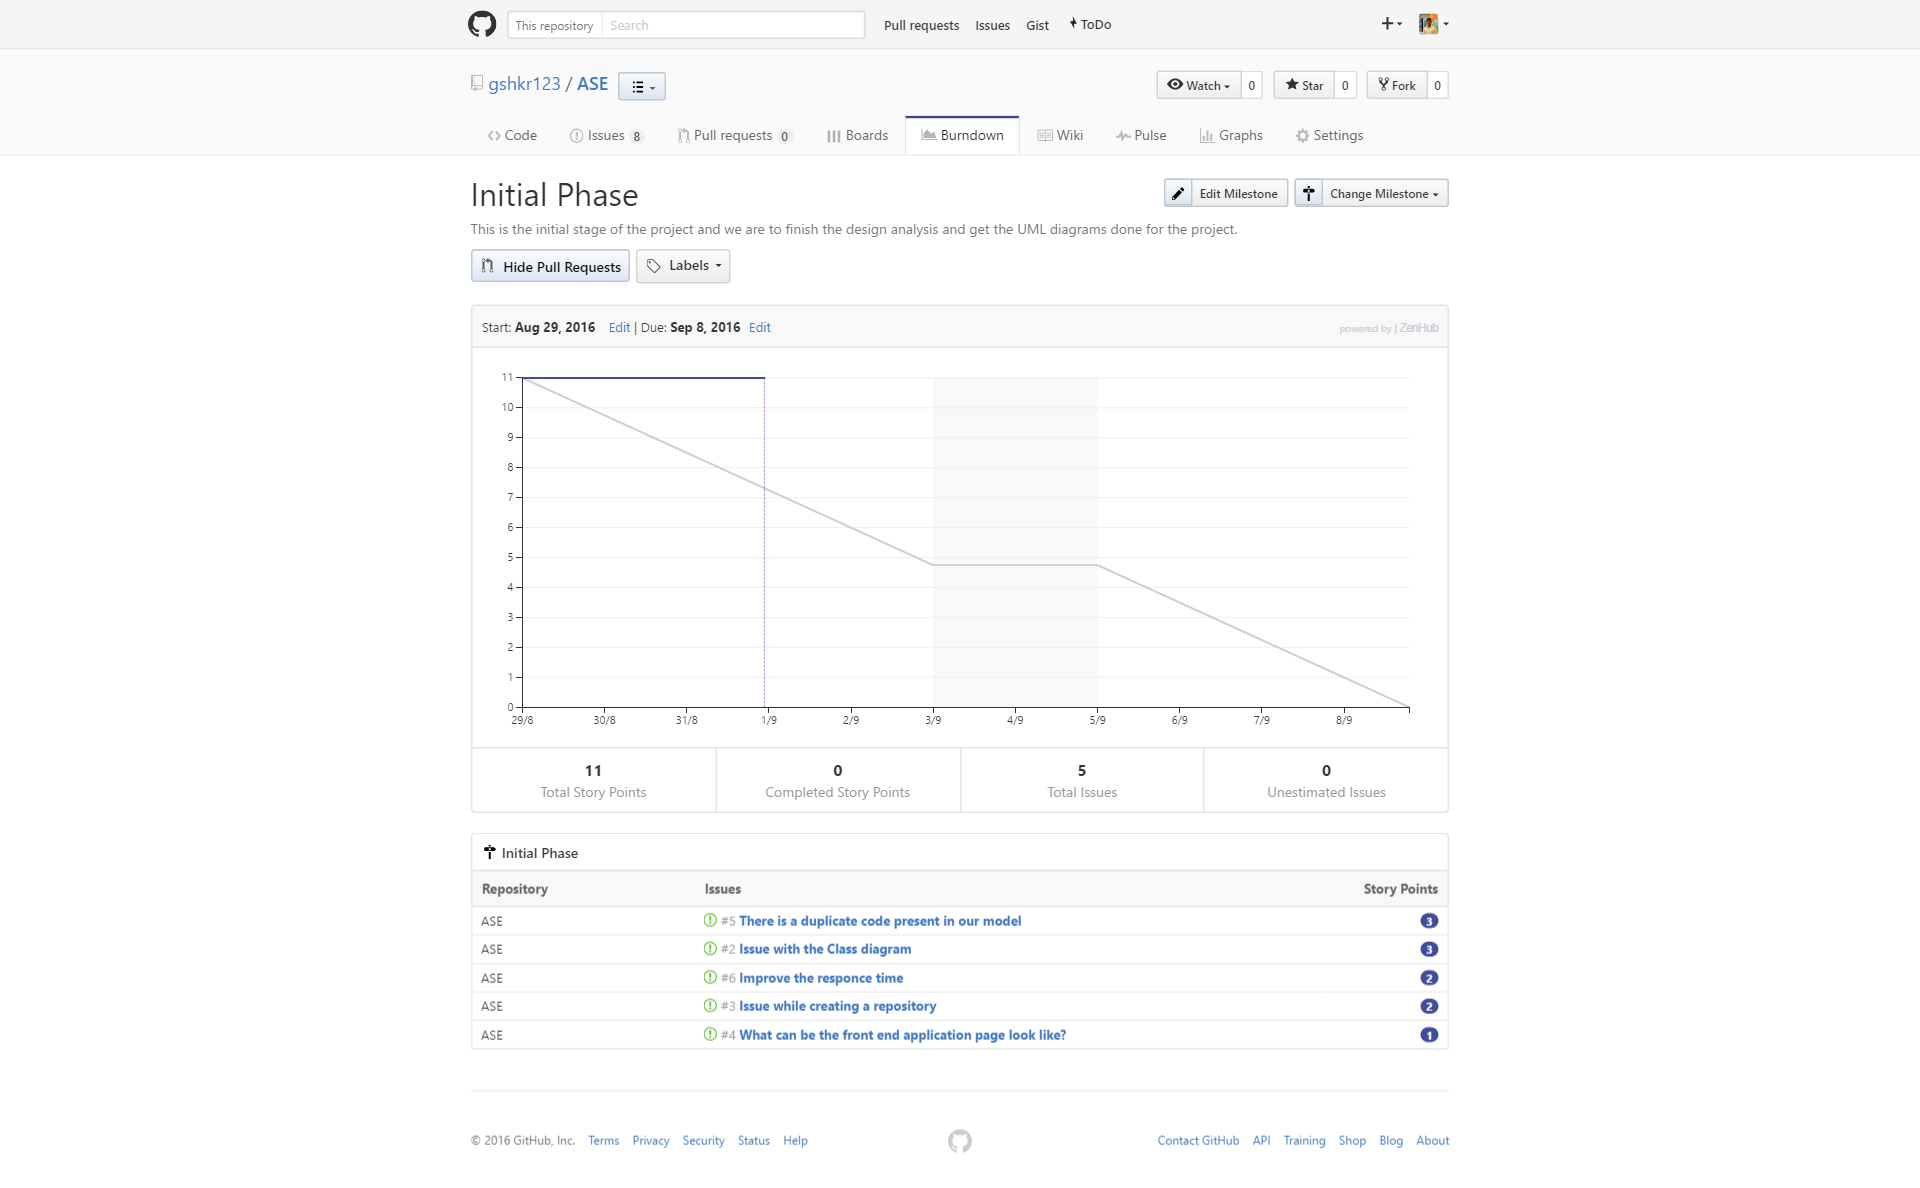 This repository Search Pull requests Issues Gist ToDo
gshkr123 / ASE Watch 0 Star 0 Fork 0
Code Issues 8 Pull requests 0 Boards Burndown Wiki Pulse Graphs Settings
Initial Phase Edit Milestone Change Milestone
This is the initial stage of the project and we are to finish the design analysis and get the UML diagrams done for the project.
Hide Pull Requests Labels
Start: Aug 29, 2016 Edit | Due: Sep 8, 2016 Edit powered by | ZenHub
11
10
9
8
7
6
5
4
3
2
1
0
29/8 30/8 31/8 1/9 2/9 3/9 4/9 5/9 6/9 7/9 8/9
11 0 5 0
Total Story Points Completed Story Points Total Issues Unestimated Issues
Initial Phase
Repository Issues Story Points
ASE #5 There is a duplicate code present in our model 3
ASE #2 Issue with the Class diagram 3
ASE #6 Improve the responce time 2
ASE #3 Issue while creating a repository 2
ASE #4 What can be the front end application page look like? 1
© 2016 GitHub, Inc. Terms Privacy Security Status Help Contact GitHub API Training Shop Blog About